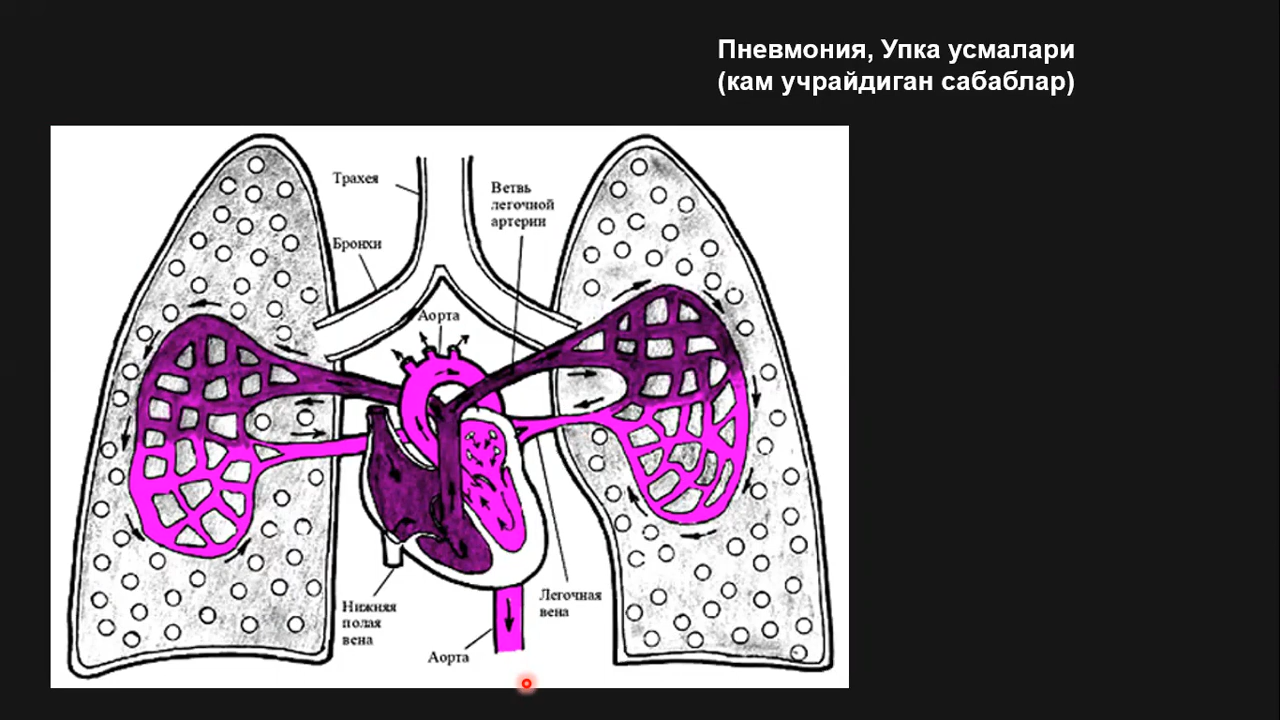 Пневмония, Упка усмалари
(кам учрайдиган сабаблар)
Трахея
Ветвь
легочной
артерии
Бронхи
Аорта
Легочная
вена
Нижняя
полая
вена
Аорта